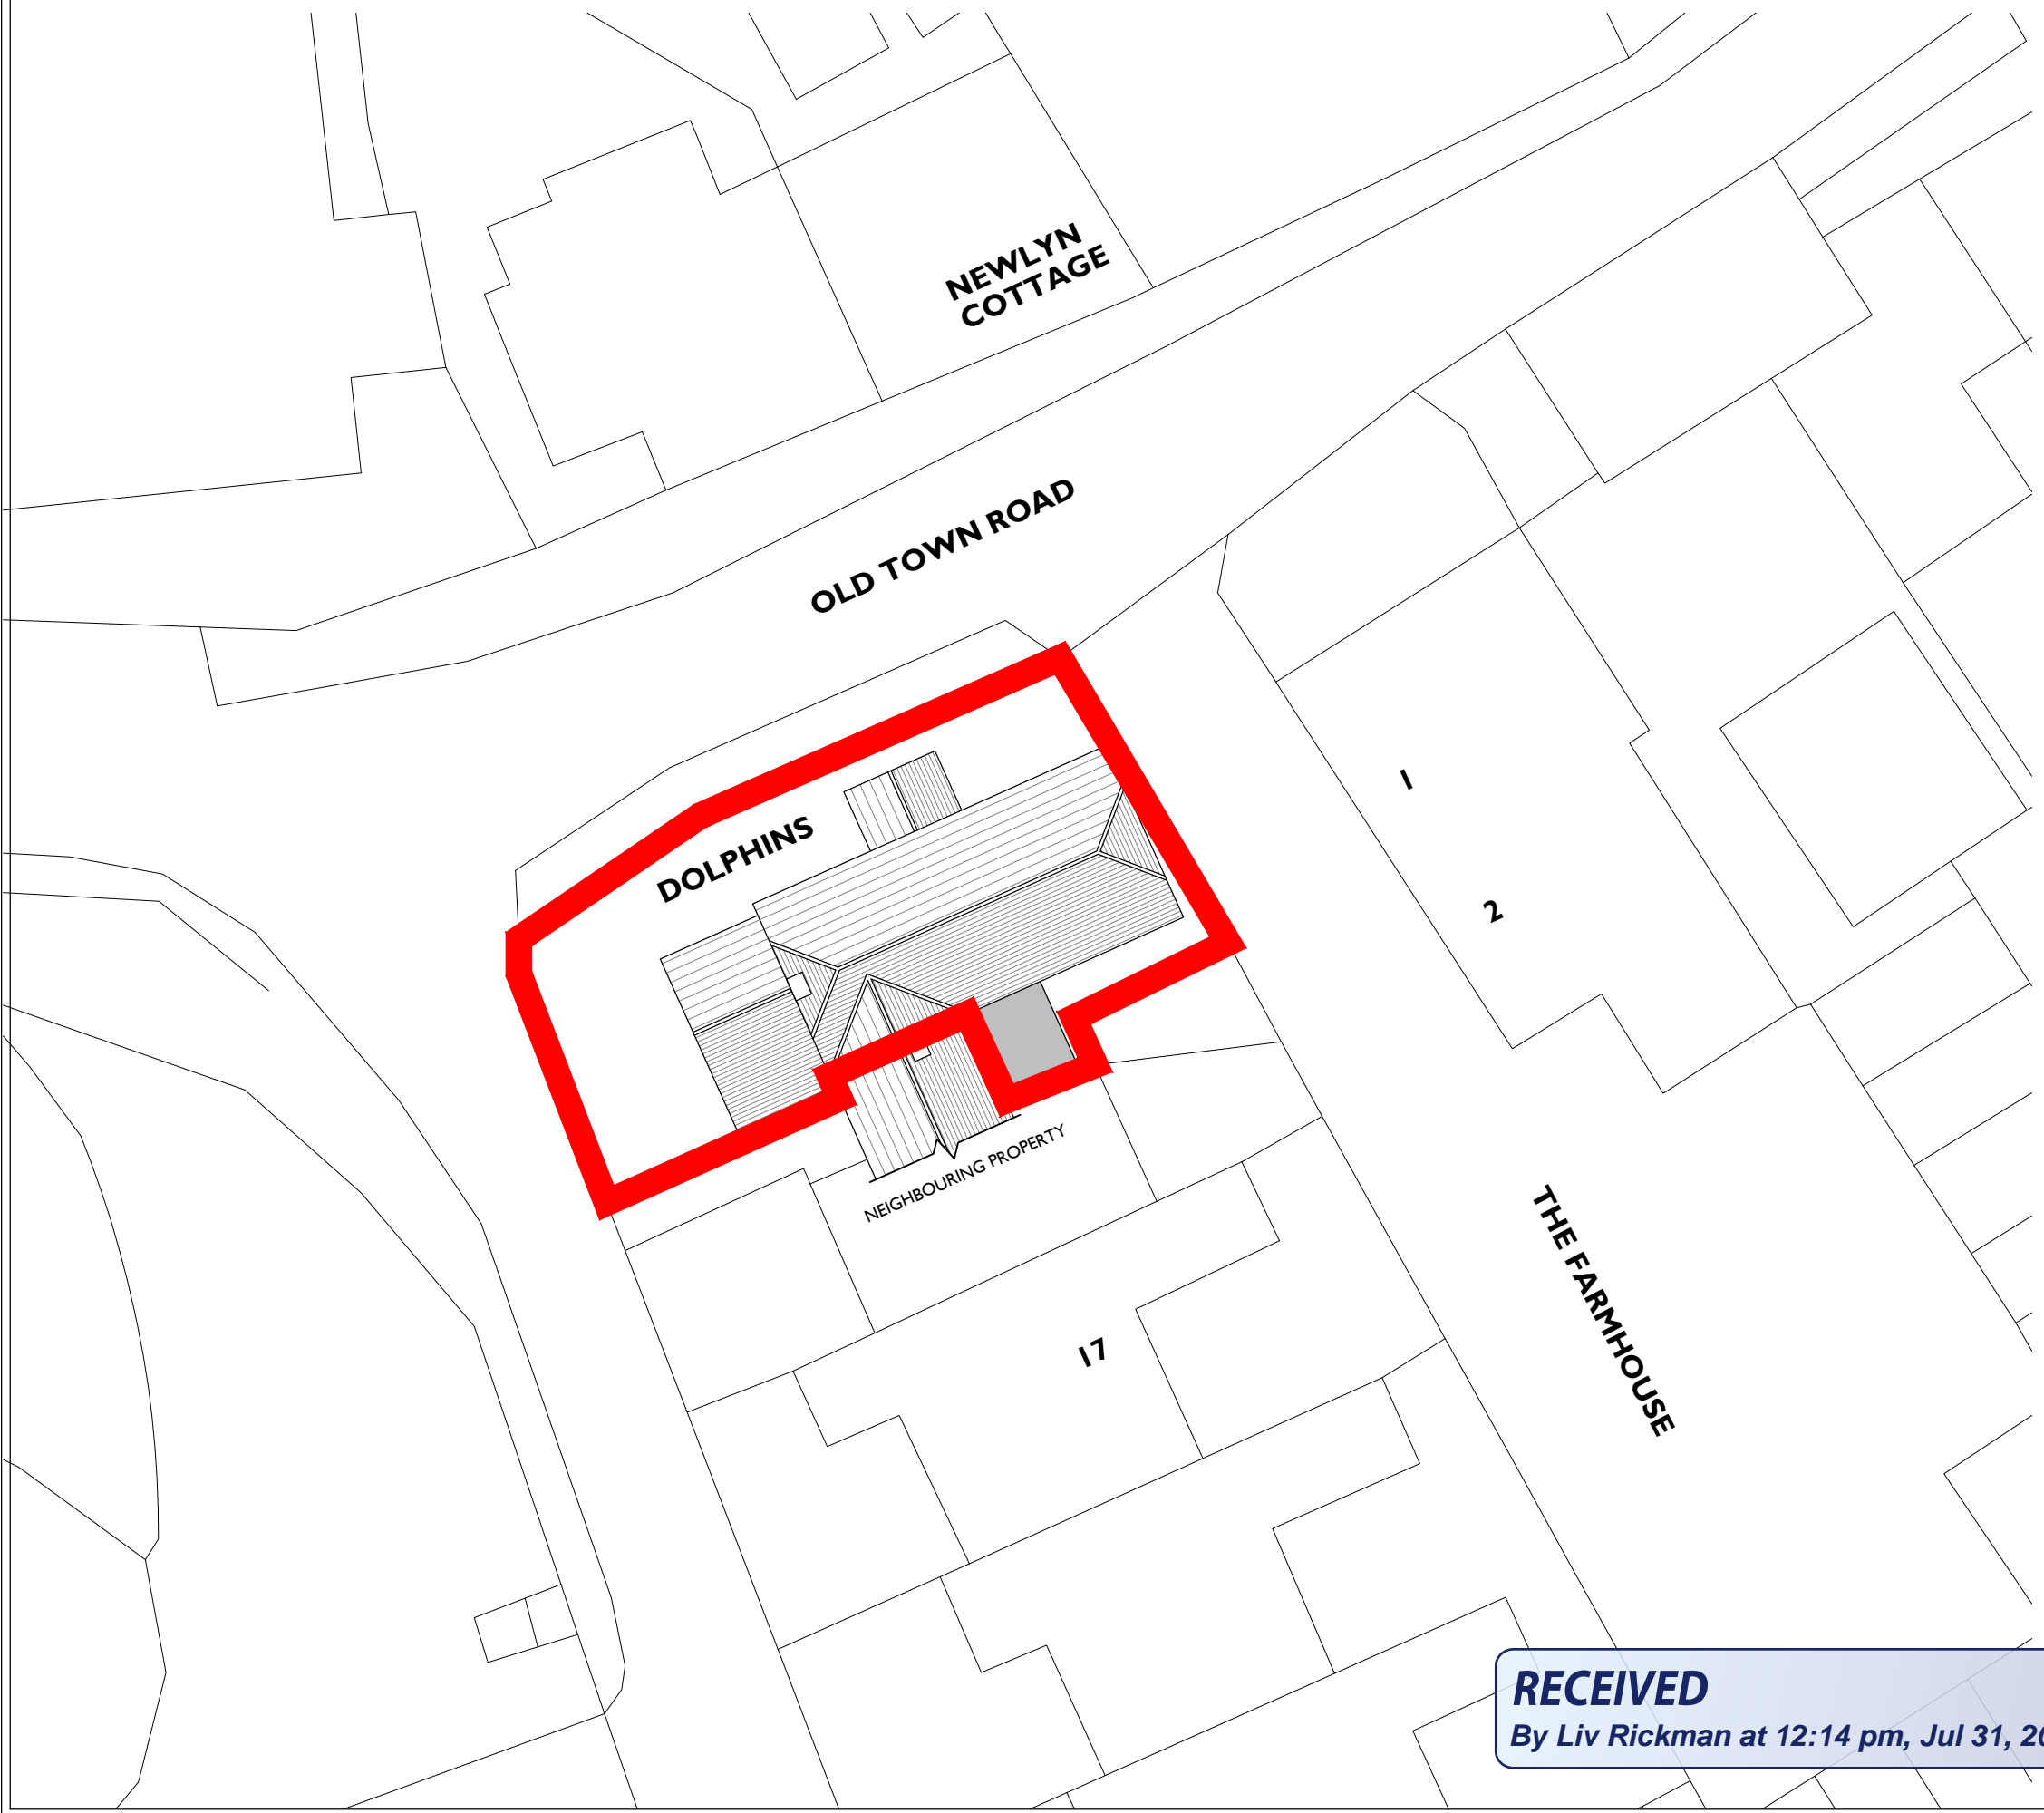 NEWLYN
COTTAGE
OLD TOWN ROAD
DOLPHINS
1
2
NEIGHBOURING PROPERTY
THE FARMHOUSE
17
RECEIVED
By Liv Rickman at 12:14 pm, Jul 31, 20